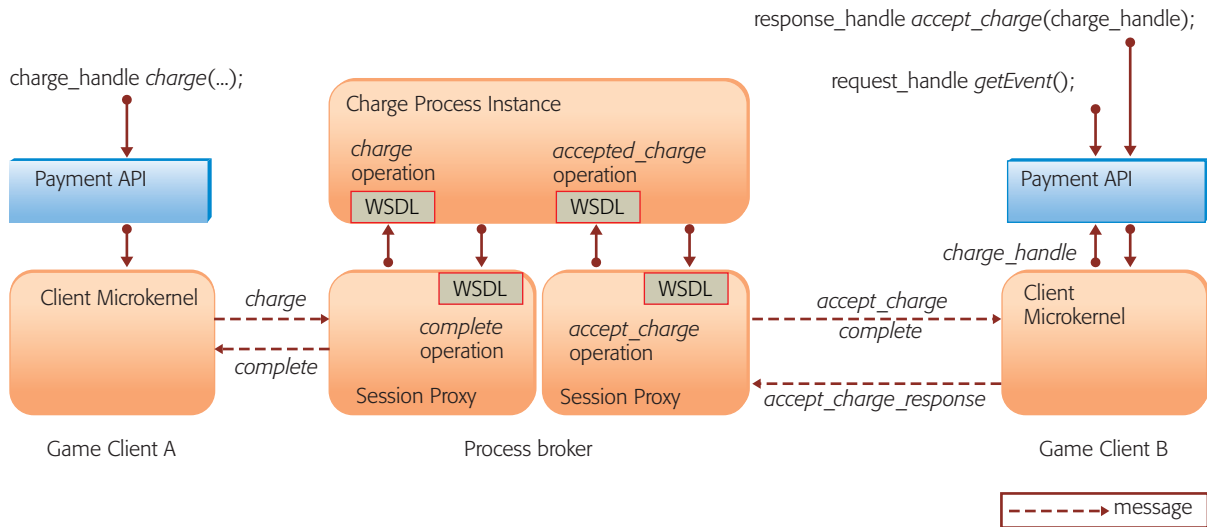 response_handle accept_charge(charge_handle);
charge_handle charge(...);
request_handle getEvent();
Charge Process Instance
charge
operation
accepted_charge
operation
WSDL
WSDL
Payment API
Payment API
charge_handle
Client Microkernel
WSDL
WSDL
Client
Microkernel
charge
complete
complete
operation
accept_charge
operation
accept_charge
complete
Session Proxy
Session Proxy
accept_charge_response
Game Client A
Process broker
Game Client B
message